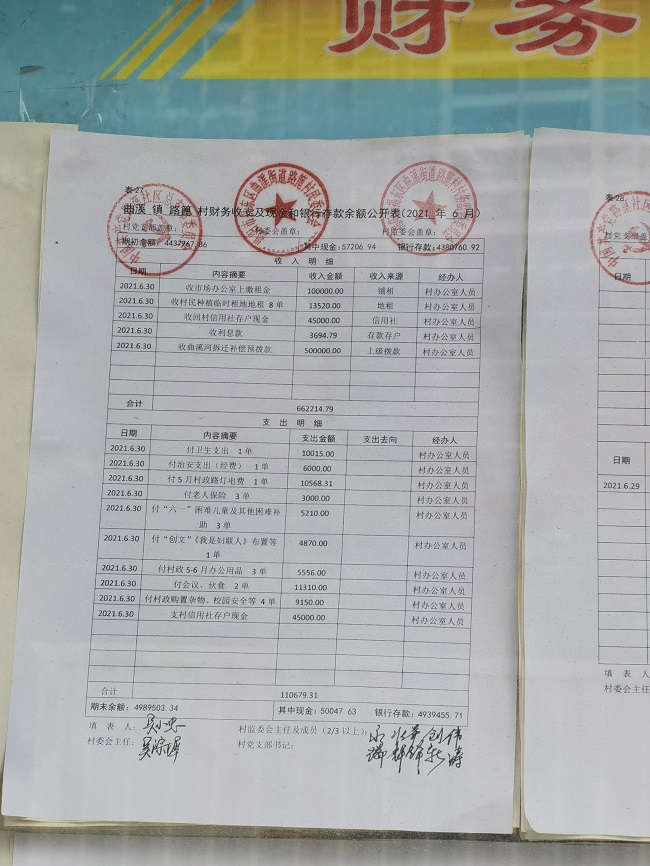 财务
表27
曲溪 镇 路篦 村财务收支及现金和银行存款余额公开表(2021 年 6 月)
村党支部盖章: 村委会盖章: 村监委会盖章:
期初余额: 4437967.86 其中现金: 57206.94 银行存款: 4380760.92
收 入 明 细
日期 内容摘要 收入金额 收入来源 经办人
2021.6.30 收市场办公室上缴租金 100000.00 铺租 村办公室人员
2021.6.30 收村民种植临时租地地租 8 单 13520.00 地租 村办公室人员
2021.6.30 收回村信用社存户现金 45000.00 信用社 村办公室人员
2021.6.30 收利息款 3694.79 存款存户 村办公室人员
2021.6.30 收曲溪河拆迁补偿预拨款 500000.00 上级拨款 村办公室人员
合计 662214.79
支 出 明 细
日期 内容摘要 支出金额 支出去向 经办人
2021.6.30 付卫生支出 1 单 10015.00 村办公室人员
2021.6.30 付治安支出（经费） 1 单 6000.00 村办公室人员
2021.6.30 付 5 月村政路灯电费 1 单 10568.31 村办公室人员
2021.6.30 付老人保险 3 单 3000.00 村办公室人员
2021.6.30 付“六一”困难儿童及其他困难补 5210.00 村办公室人员
助 3 单
2021.6.30 付“创文”《我是妇联人》布置等 4870.00 村办公室人员
1 单
2021.6.30 付村政 5-6 月办公用品 3 单 5556.00 村办公室人员
2021.6.30 付会议、伙食 2 单 11310.00 村办公室人员
2021.6.30 付村政购置杂物、校园安全等 4 单 9150.00 村办公室人员
2021.6.30 支村信用社存户现金 45000.00 村办公室人员
合计 110679.31
期末余额: 4989503.34 其中现金: 50047.63 银行存款: 4939455.71
填 表 人: 村监委会主任及成员（2/3 以上）:
村委会主任: 村党支部书记:
表28
村党支部盖
日期
2021.6.29
填 表
村委会